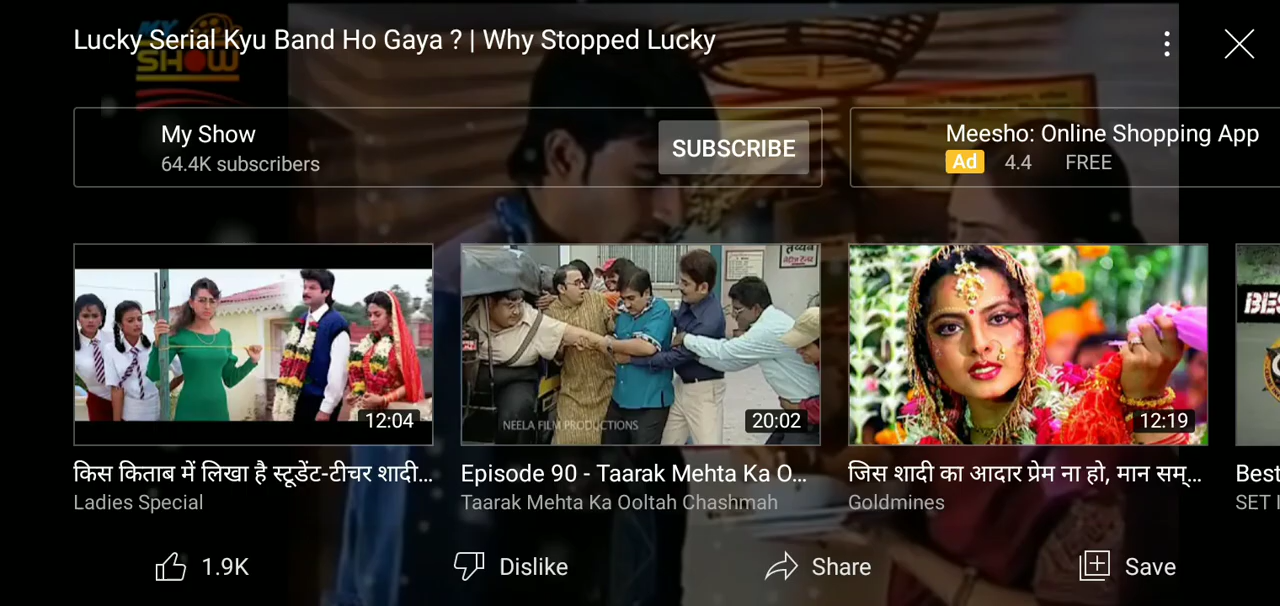 Lucky Serial Kyu Band Ho Gaya ? | Why Stopped Lucky
MY
SHOW
My Show
64.4K subscribers
SUBSCRIBE
Meesho: Online Shopping App
Ad 4.4 FREE
NEELA FILM PRODUCTIONS
12:04
20:02
12:19
किस किताब में लिखा है स्टूडेंट-टीचर शादी...
Ladies Special
Episode 90 - Taarak Mehta Ka O...
Taarak Mehta Ka Ooltah Chashmah
जिस शादी का आदार प्रेम ना हो, मान सम्...
Goldmines
Best
SET
1.9K
Dislike
Share
Save